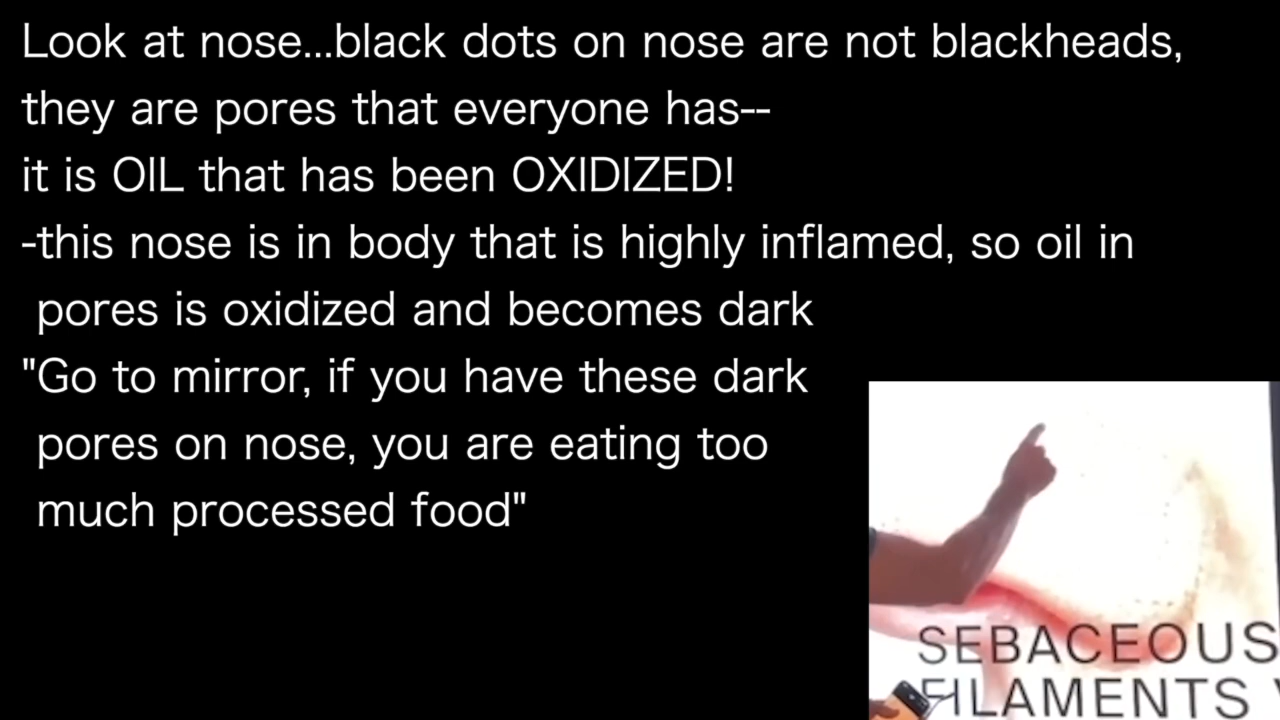 Look at nose...black dots on nose are not blackheads,
they are pores that everyone has--
it is OIL that has been OXIDIZED!
-this nose is in body that is highly inflamed, so oil in
pores is oxidized and becomes dark
"Go to mirror, if you have these dark
pores on nose, you are eating too
much processed food"
SEBACEOUS
FILAMENTS